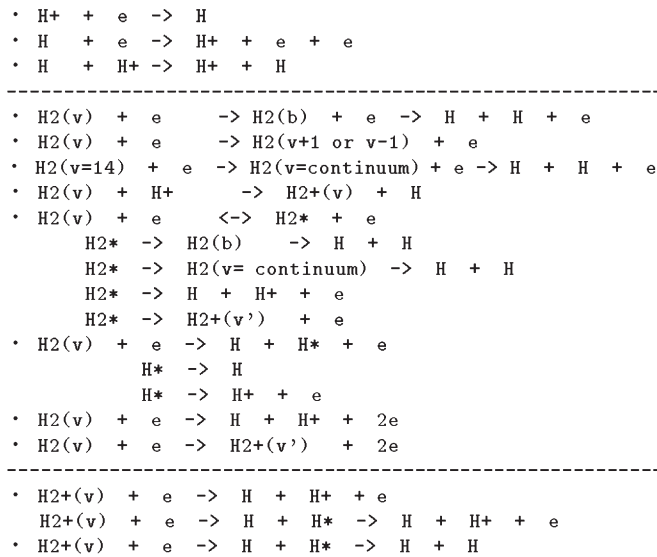 · H+ + e -> H
· H + e -> H+ + e + e
· H + H+ -> H+ + H
--------------------------------------------------
· H2(v) + e -> H2(b) + e -> H + H + e
· H2(v) + e -> H2(v+1 or v-1) + e
· H2(v=14) + e -> H2(v=continuum) + e -> H + H + e
· H2(v) + H+ -> H2+(v) + H
· H2(v) + e <-> H2* + e
H2* -> H2(b) -> H + H
H2* -> H2(v= continuum) -> H + H
H2* -> H + H+ + e
H2* -> H2+(v') + e
· H2(v) + e -> H + H* + e
H* -> H
H* -> H+ + e
· H2(v) + e -> H + H+ + 2e
· H2(v) + e -> H2+(v') + 2e
--------------------------------------------------
· H2+(v) + e -> H + H+ + e
H2+(v) + e -> H + H* -> H + H+ + e
· H2+(v) + e -> H + H* -> H + H